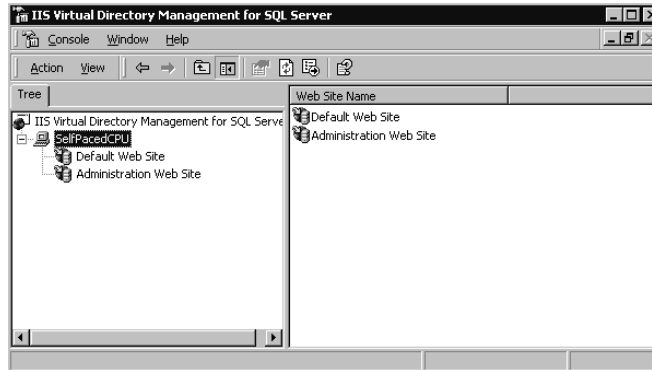 IIS Virtual Directory Management for SQL Server
Console Window Help
Action View
Tree
Web Site Name
IIS Virtual Directory Management for SQL Serve
SelfPacedCPU
Default Web Site
Administration Web Site
Default Web Site
Administration Web Site